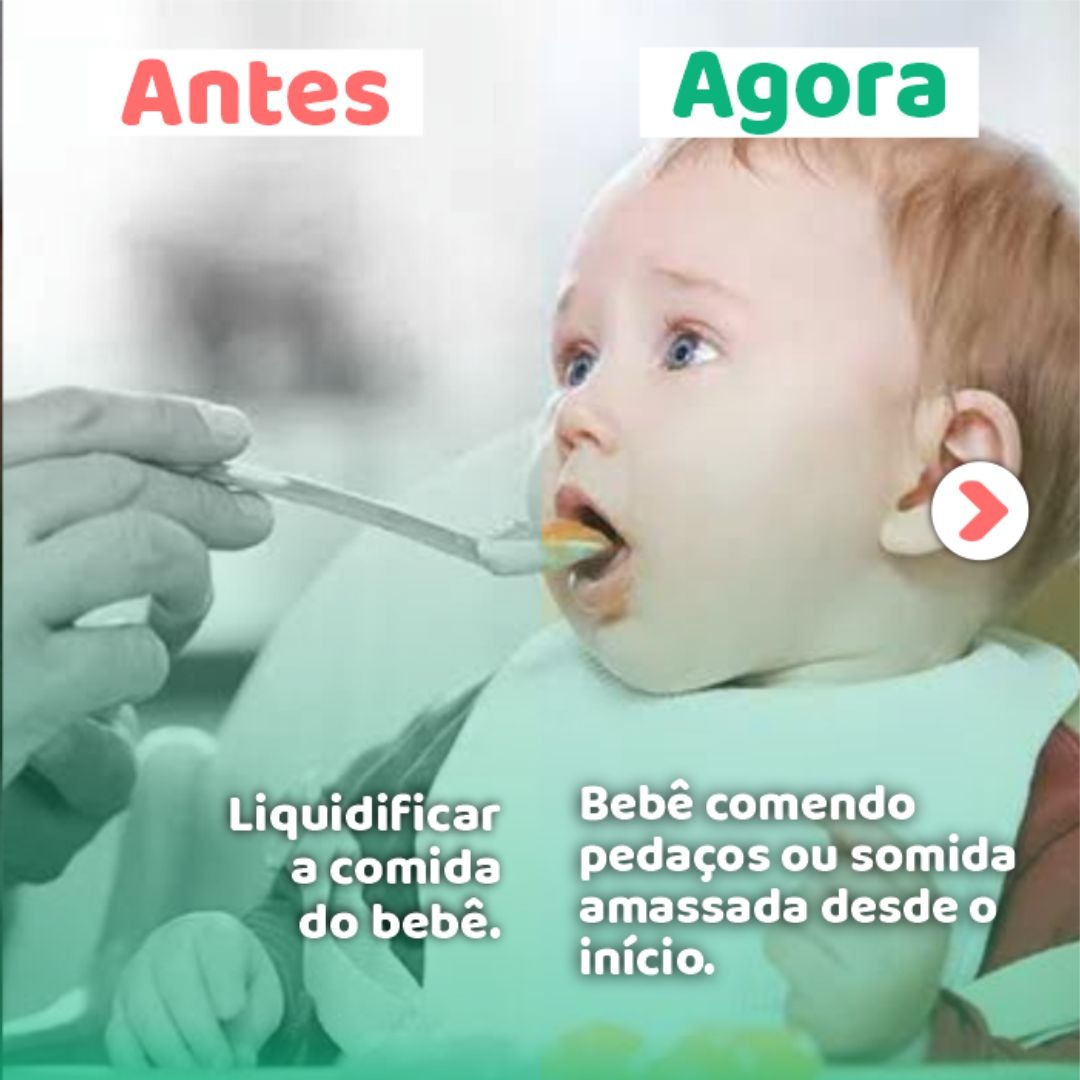 Antes
Agora
Liquidificar
a comida
do bebê.
Bebê comendo
pedaços ou somida
amassada desde o
início.